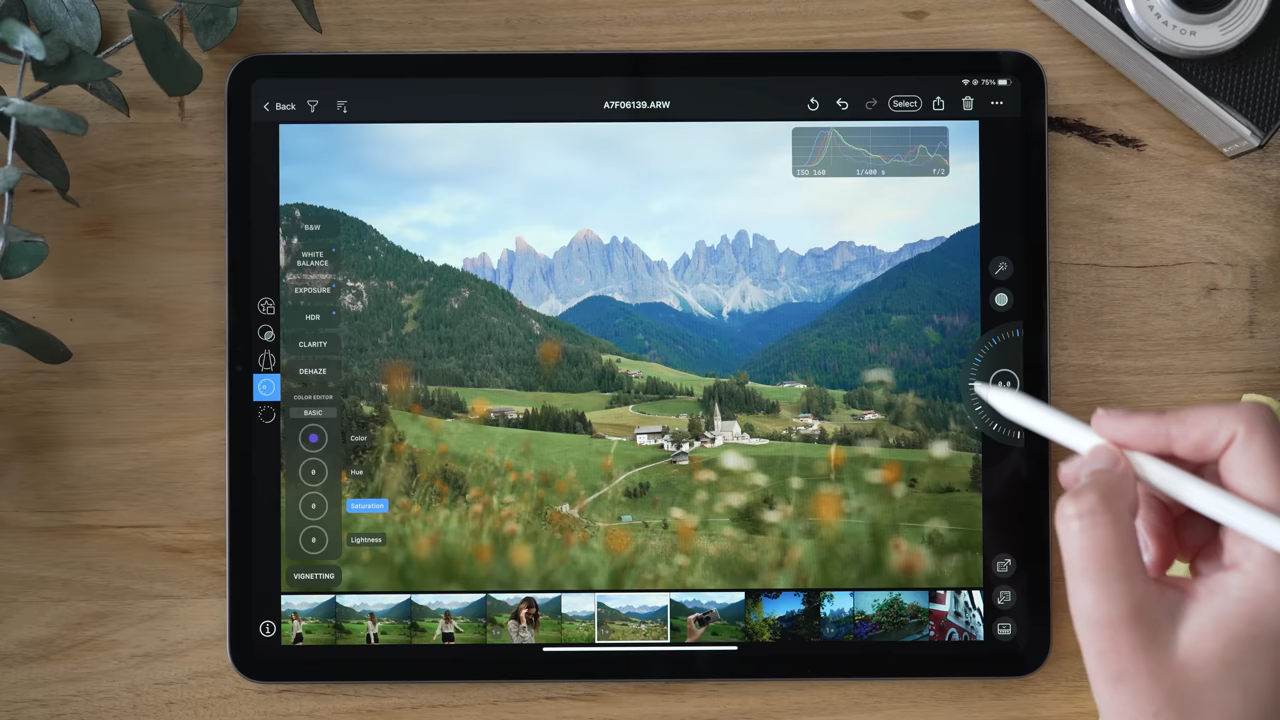 75%
Back
A7F06139.ARW
Select
ISO 160 1/400 s f/2
B&W
WHITE
BALANCE
EXPOSURE
HDR
CLARITY
DEHAZE
COLOR EDITOR
BASIC
Color
0 Hue
0 Saturation
0 Lightness
VIGNETTING
0.0